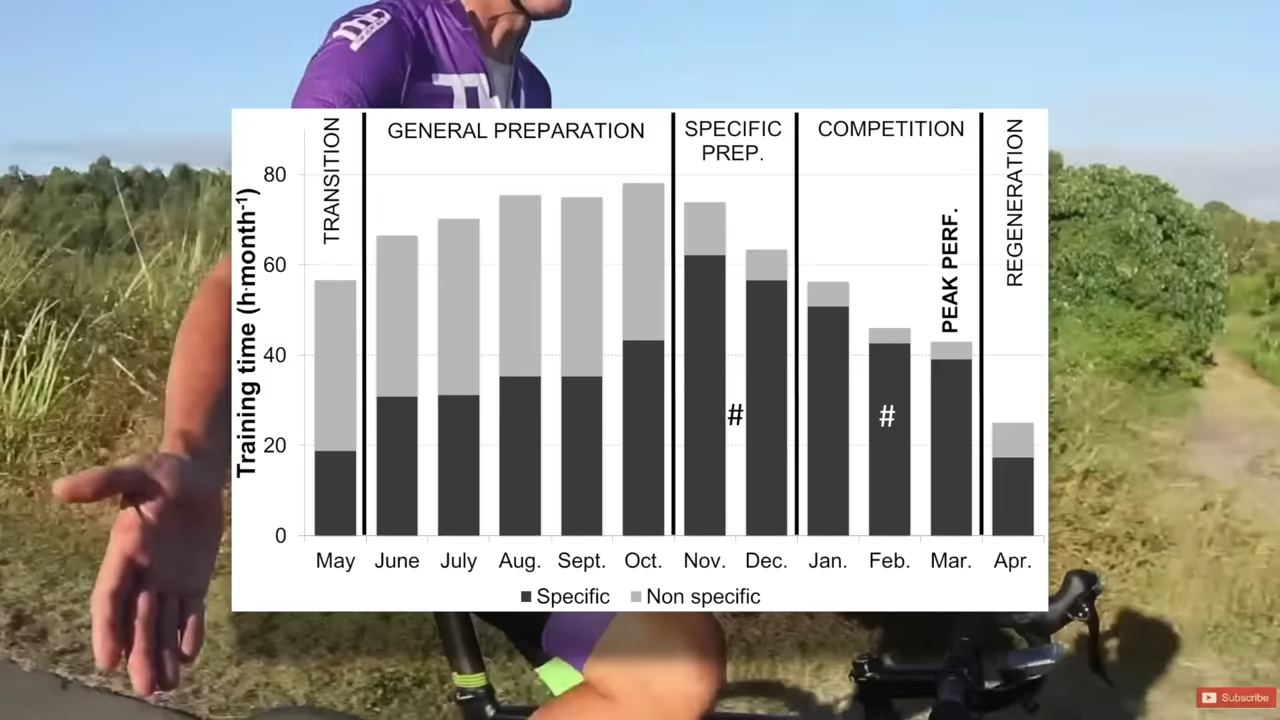 TRANSITION
GENERAL PREPARATION
SPECIFIC
PREP.
COMPETITION
REGENERATION
PEAK PERF.
Training time (h·month⁻¹)
80
60
40
20
0
#
#
May June July Aug. Sept. Oct. Nov. Dec. Jan. Feb. Mar. Apr.
Specific Non specific
Subscribe